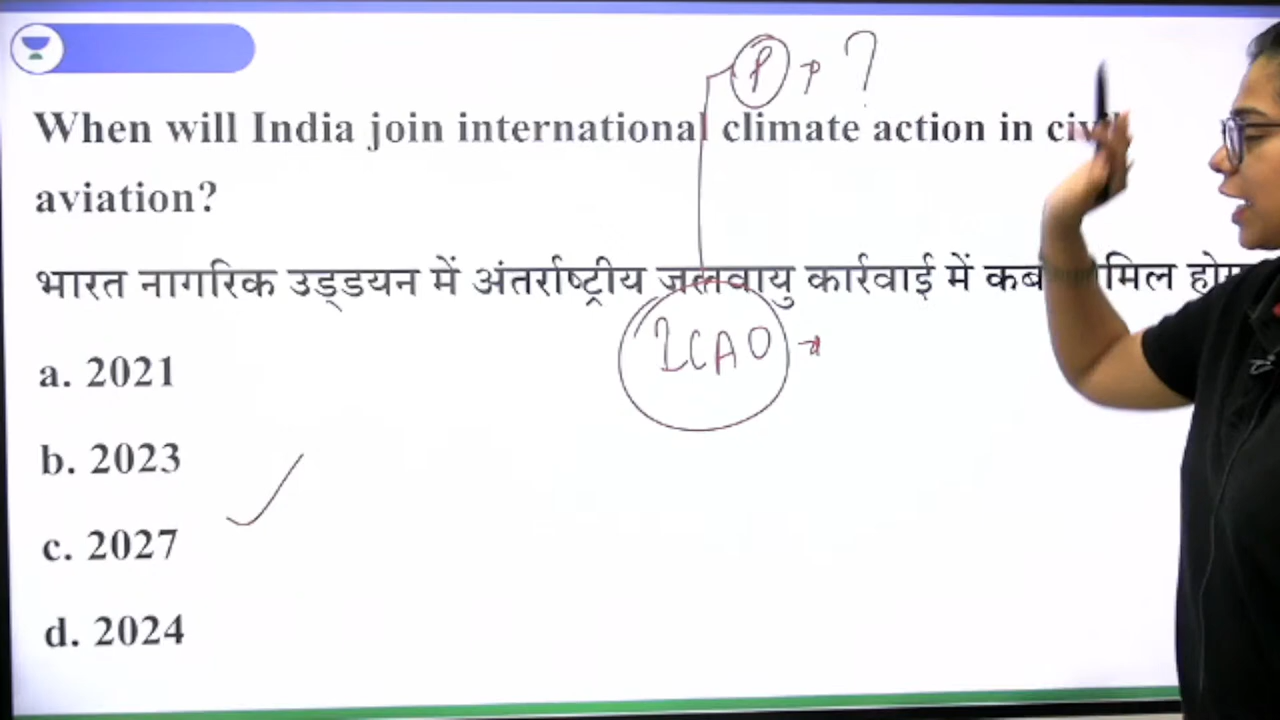 P → ?
When will India join international climate action in civil
aviation?
भारत नागरिक उड्डयन में अंतर्राष्ट्रीय जलवायु कार्रवाई में कब
ICAO →
a. 2021
b. 2023
c. 2027
d. 2024